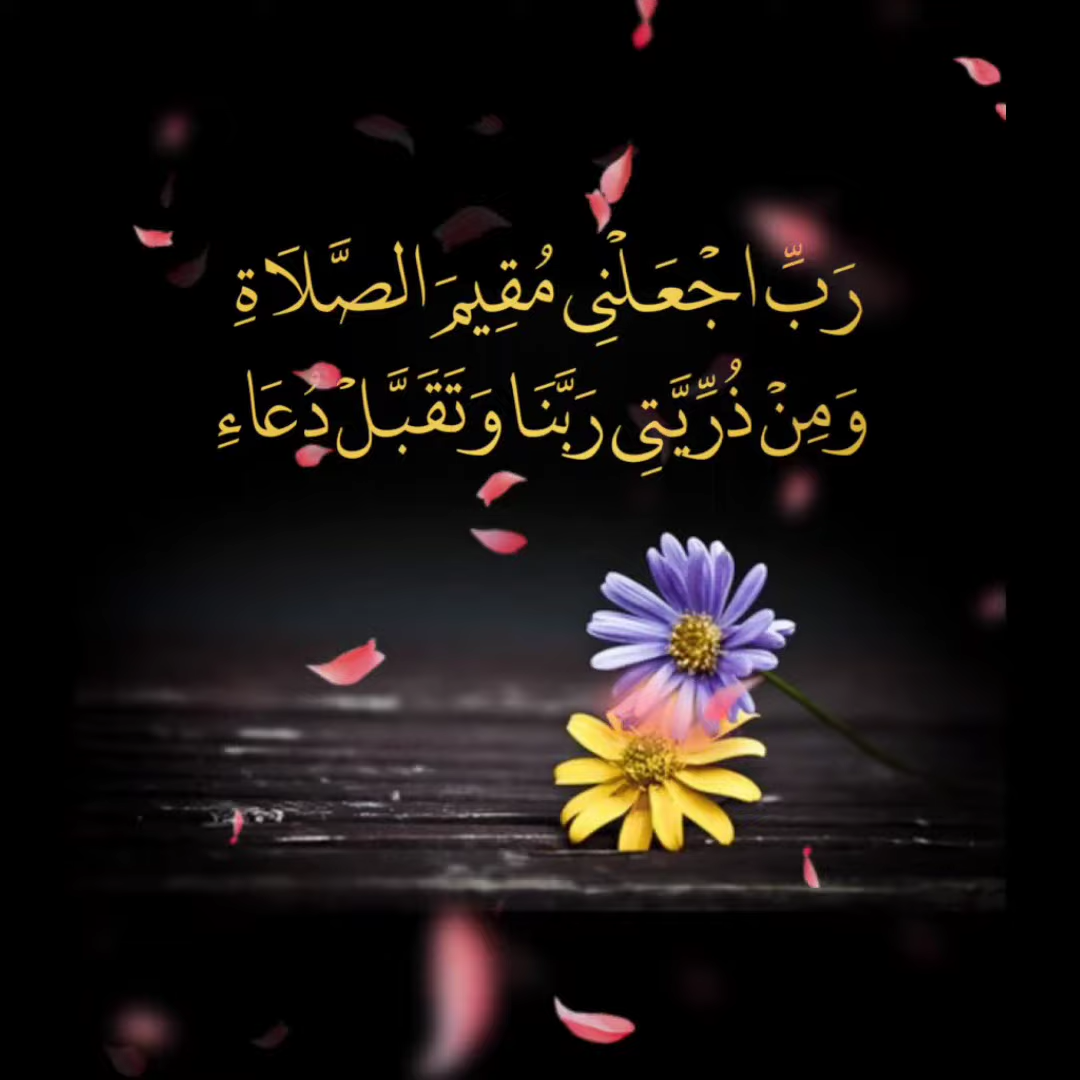 رَبِّ اجْعَلْنِى مُقِيمَ الصَّلَاةِ
وَمِنْ ذُرِّيَّتِى رَبَّنَا وَتَقَبَّلْ دُعَاءِ